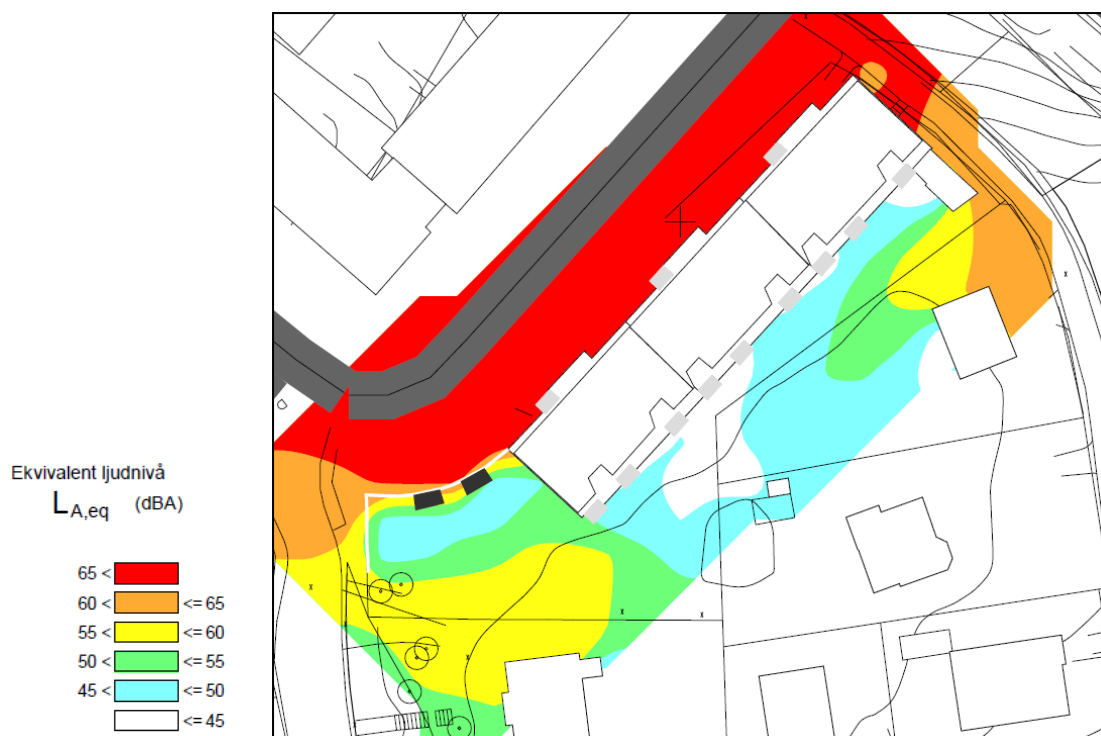 Ekvivalent ljudnivå
LA,eq (dBA)
65 <
60 < <= 65
55 < <= 60
50 < <= 55
45 < <= 50
<= 45